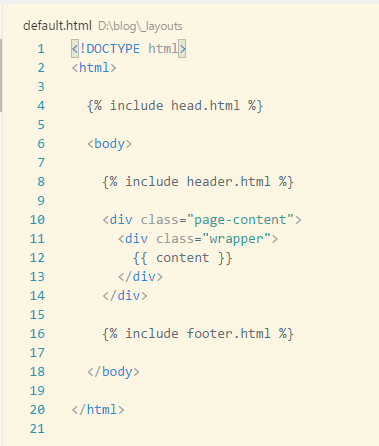 default.html D:\blog\_layouts
1 <!DOCTYPE html>
2 <html>
3
4   {% include head.html %}
5
6   <body>
7
8     {% include header.html %}
9
10     <div class="page-content">
11       <div class="wrapper">
12         {{ content }}
13       </div>
14     </div>
15
16     {% include footer.html %}
17
18   </body>
19
20 </html>
21